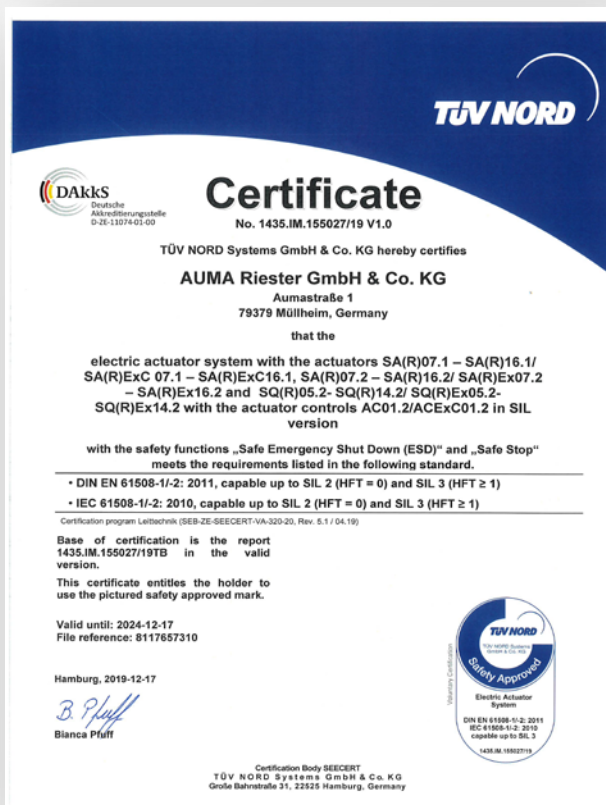 TÜV NORD
DAkkS
Deutsche
Akkreditierungsstelle
D-ZE-11074-01-00
Certificate
No. 1435.IM.155027/19 V1.0
TÜV NORD Systems GmbH & Co. KG hereby certifies
AUMA Riester GmbH & Co. KG
Aumastraße 1
79379 Müllheim, Germany
that the
electric actuator system with the actuators SA(R)07.1 – SA(R)16.1/
SA(R)ExC 07.1 – SA(R)ExC16.1, SA(R)07.2 – SA(R)16.2/ SA(R)Ex07.2
– SA(R)Ex16.2 and SQ(R)05.2- SQ(R)14.2/ SQ(R)Ex05.2-
SQ(R)Ex14.2 with the actuator controls AC01.2/ACExC01.2 in SIL
version
with the safety functions „Safe Emergency Shut Down (ESD)“ and „Safe Stop“
meets the requirements listed in the following standard.
• DIN EN 61508-1/-2: 2011, capable up to SIL 2 (HFT = 0) and SIL 3 (HFT ≥ 1)
• IEC 61508-1/-2: 2010, capable up to SIL 2 (HFT = 0) and SIL 3 (HFT ≥ 1)
Certification program Leittechnik (SEB-ZE-SEECERT-VA-320-20, Rev. 5.1 / 04.19)
Base of certification is the report
1435.IM.155027/19TB in the valid
version.
This certificate entitles the holder to
use the pictured safety approved mark.
Valid until: 2024-12-17
File reference: 8117657310
Hamburg, 2019-12-17
B. Pfuff
Bianca Pfuff
Voluntary Certification
TÜV NORD
TÜV NORD Systems
GmbH & Co. KG
Safety Approved
Electric Actuator
System
DIN EN 61508-1/-2: 2011
IEC 61508-1/-2: 2010
capable up to SIL 3
1435.IM.155027/19
Certification Body SEECERT
TÜV NORD Systems GmbH & Co. KG
Große Bahnstraße 31, 22525 Hamburg, Germany